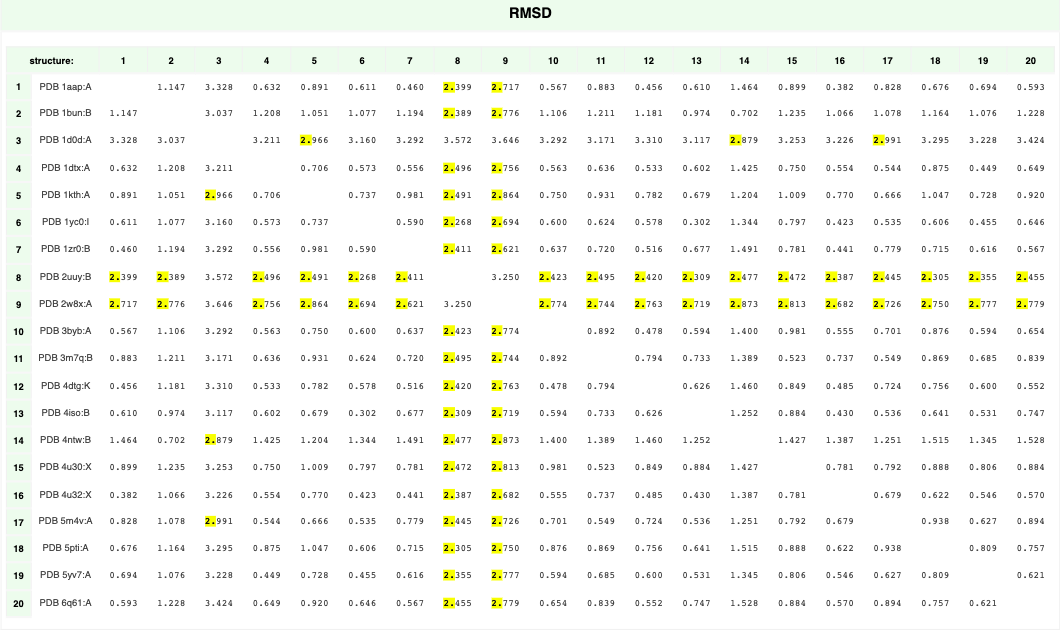 RMSD
structure: 1 2 3 4 5 6 7 8 9 10 11 12 13 14 15 16 17 18 19 20
1 PDB 1aap:A 1.147 3.328 0.632 0.891 0.611 0.460 2.399 2.717 0.567 0.883 0.456 0.610 1.464 0.899 0.382 0.828 0.676 0.694 0.593
2 PDB 1bun:B 1.147 3.037 1.208 1.051 1.077 1.194 2.389 2.776 1.106 1.211 1.181 0.974 0.702 1.235 1.066 1.078 1.164 1.076 1.228
3 PDB 1d0d:A 3.328 3.037 3.211 2.966 3.160 3.292 3.572 3.646 3.292 3.171 3.310 3.117 2.879 3.253 3.226 2.991 3.295 3.228 3.424
4 PDB 1dtx:A 0.632 1.208 3.211 0.706 0.573 0.556 2.496 2.756 0.563 0.636 0.533 0.602 1.425 0.750 0.554 0.544 0.875 0.449 0.649
5 PDB 1kth:A 0.891 1.051 2.966 0.706 0.737 0.981 2.491 2.864 0.750 0.931 0.782 0.679 1.204 1.009 0.770 0.666 1.047 0.728 0.920
6 PDB 1yc0:I 0.611 1.077 3.160 0.573 0.737 0.590 2.268 2.694 0.600 0.624 0.578 0.302 1.344 0.797 0.423 0.535 0.606 0.455 0.646
7 PDB 1zr0:B 0.460 1.194 3.292 0.556 0.981 0.590 2.411 2.621 0.637 0.720 0.516 0.677 1.491 0.781 0.441 0.779 0.715 0.616 0.567
8 PDB 2uuy:B 2.399 2.389 3.572 2.496 2.491 2.268 2.411 3.250 2.423 2.495 2.420 2.309 2.477 2.472 2.387 2.445 2.305 2.355 2.455
9 PDB 2w8x:A 2.717 2.776 3.646 2.756 2.864 2.694 2.621 3.250 2.774 2.744 2.763 2.719 2.873 2.813 2.682 2.726 2.750 2.777 2.779
10 PDB 3byb:A 0.567 1.106 3.292 0.563 0.750 0.600 0.637 2.423 2.774 0.892 0.478 0.594 1.400 0.981 0.555 0.701 0.876 0.594 0.654
11 PDB 3m7q:B 0.883 1.211 3.171 0.636 0.931 0.624 0.720 2.495 2.744 0.892 0.794 0.733 1.389 0.523 0.737 0.549 0.869 0.685 0.839
12 PDB 4dtg:K 0.456 1.181 3.310 0.533 0.782 0.578 0.516 2.420 2.763 0.478 0.794 0.626 1.460 0.849 0.485 0.724 0.756 0.600 0.552
13 PDB 4iso:B 0.610 0.974 3.117 0.602 0.679 0.302 0.677 2.309 2.719 0.594 0.733 0.626 1.252 0.884 0.430 0.536 0.641 0.531 0.747
14 PDB 4ntw:B 1.464 0.702 2.879 1.425 1.204 1.344 1.491 2.477 2.873 1.400 1.389 1.460 1.252 1.427 1.387 1.251 1.515 1.345 1.528
15 PDB 4u30:X 0.899 1.235 3.253 0.750 1.009 0.797 0.781 2.472 2.813 0.981 0.523 0.849 0.884 1.427 0.781 0.792 0.888 0.806 0.884
16 PDB 4u32:X 0.382 1.066 3.226 0.554 0.770 0.423 0.441 2.387 2.682 0.555 0.737 0.485 0.430 1.387 0.781 0.679 0.622 0.546 0.570
17 PDB 5m4v:A 0.828 1.078 2.991 0.544 0.666 0.535 0.779 2.445 2.726 0.701 0.549 0.724 0.536 1.251 0.792 0.679 0.938 0.627 0.894
18 PDB 5pti:A 0.676 1.164 3.295 0.875 1.047 0.606 0.715 2.305 2.750 0.876 0.869 0.756 0.641 1.515 0.888 0.622 0.938 0.809 0.757
19 PDB 5yv7:A 0.694 1.076 3.228 0.449 0.728 0.455 0.616 2.355 2.777 0.594 0.685 0.600 0.531 1.345 0.806 0.546 0.627 0.809 0.621
20 PDB 6q61:A 0.593 1.228 3.424 0.649 0.920 0.646 0.567 2.455 2.779 0.654 0.839 0.552 0.747 1.528 0.884 0.570 0.894 0.757 0.621